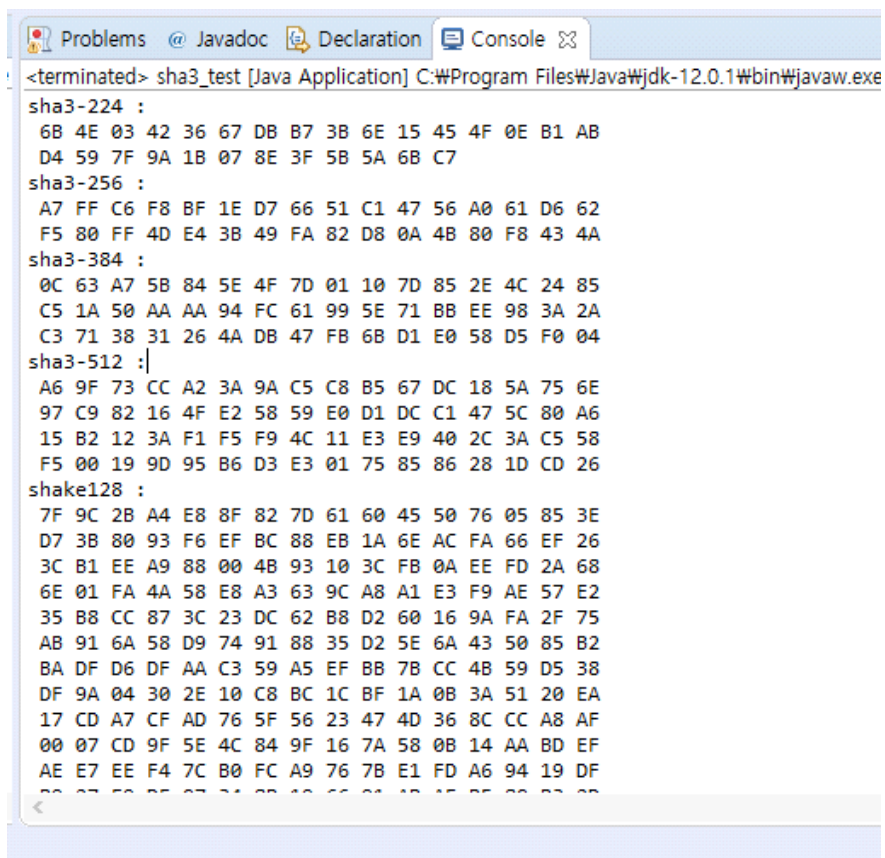 Problems @ Javadoc Declaration Console
<terminated> sha3_test [Java Application] C:₩Program Files₩Java₩jdk-12.0.1₩bin₩javaw.exe
sha3-224 :
6B 4E 03 42 36 67 DB B7 3B 6E 15 45 4F 0E B1 AB
D4 59 7F 9A 1B 07 8E 3F 5B 5A 6B C7
sha3-256 :
A7 FF C6 F8 BF 1E D7 66 51 C1 47 56 A0 61 D6 62
F5 80 FF 4D E4 3B 49 FA 82 D8 0A 4B 80 F8 43 4A
sha3-384 :
0C 63 A7 5B 84 5E 4F 7D 01 10 7D 85 2E 4C 24 85
C5 1A 50 AA AA 94 FC 61 99 5E 71 BB EE 98 3A 2A
C3 71 38 31 26 4A DB 47 FB 6B D1 E0 58 D5 F0 04
sha3-512 :
A6 9F 73 CC A2 3A 9A C5 C8 B5 67 DC 18 5A 75 6E
97 C9 82 16 4F E2 58 59 E0 D1 DC C1 47 5C 80 A6
15 B2 12 3A F1 F5 F9 4C 11 E3 E9 40 2C 3A C5 58
F5 00 19 9D 95 B6 D3 E3 01 75 85 86 28 1D CD 26
shake128 :
7F 9C 2B A4 E8 8F 82 7D 61 60 45 50 76 05 85 3E
D7 3B 80 93 F6 EF BC 88 EB 1A 6E AC FA 66 EF 26
3C B1 EE A9 88 00 4B 93 10 3C FB 0A EE FD 2A 68
6E 01 FA 4A 58 E8 A3 63 9C A8 A1 E3 F9 AE 57 E2
35 B8 CC 87 3C 23 DC 62 B8 D2 60 16 9A FA 2F 75
AB 91 6A 58 D9 74 91 88 35 D2 5E 6A 43 50 85 B2
BA DF D6 DF AA C3 59 A5 EF BB 7B CC 4B 59 D5 38
DF 9A 04 30 2E 10 C8 BC 1C BF 1A 0B 3A 51 20 EA
17 CD A7 CF AD 76 5F 56 23 47 4D 36 8C CC A8 AF
00 07 CD 9F 5E 4C 84 9F 16 7A 58 0B 14 AA BD EF
AE E7 EE F4 7C B0 FC A9 76 7B E1 FD A6 94 19 DF